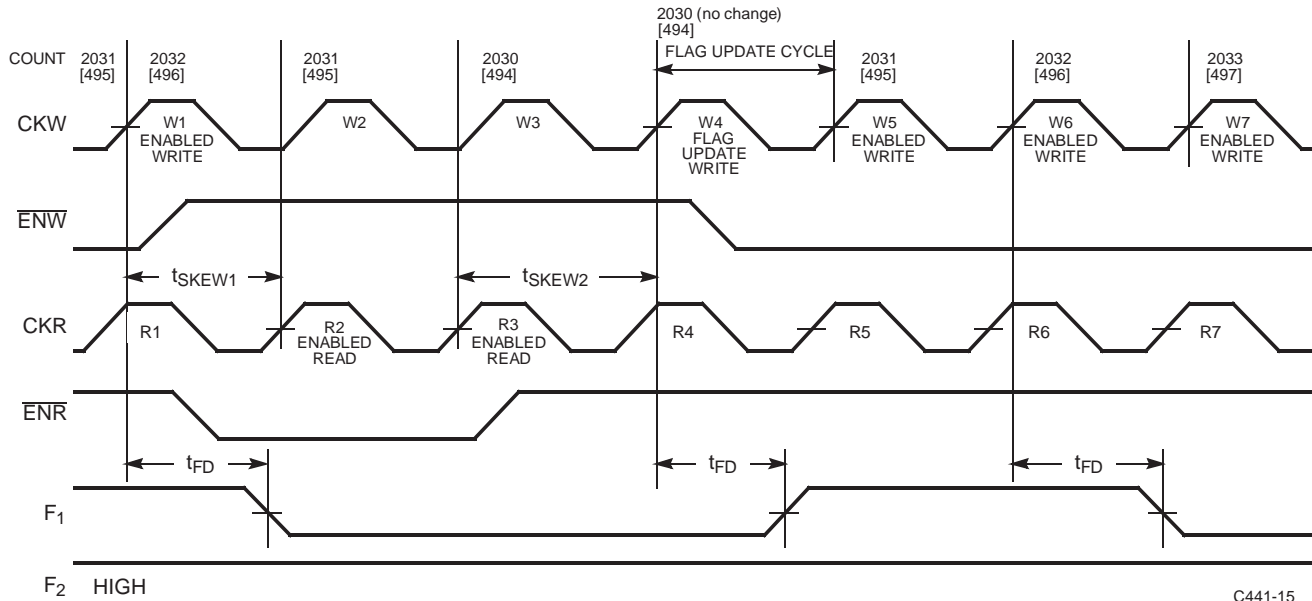 2030 (no change)
[494]
FLAG UPDATE CYCLE
COUNT 2031 2032 2031 2030 2031 2032 2033
[495] [496] [495] [494] [495] [496] [497]
CKW W1 W2 W3 W4 W5 W6 W7
ENABLED WRITE FLAG UPDATE WRITE ENABLED WRITE ENABLED WRITE ENABLED WRITE
ENW
tSKEW1 tSKEW2
CKR R1 R2 R3 R4 R5 R6 R7
ENABLED READ ENABLED READ
ENR
tFD tFD tFD
F1
F2 HIGH
C441-15